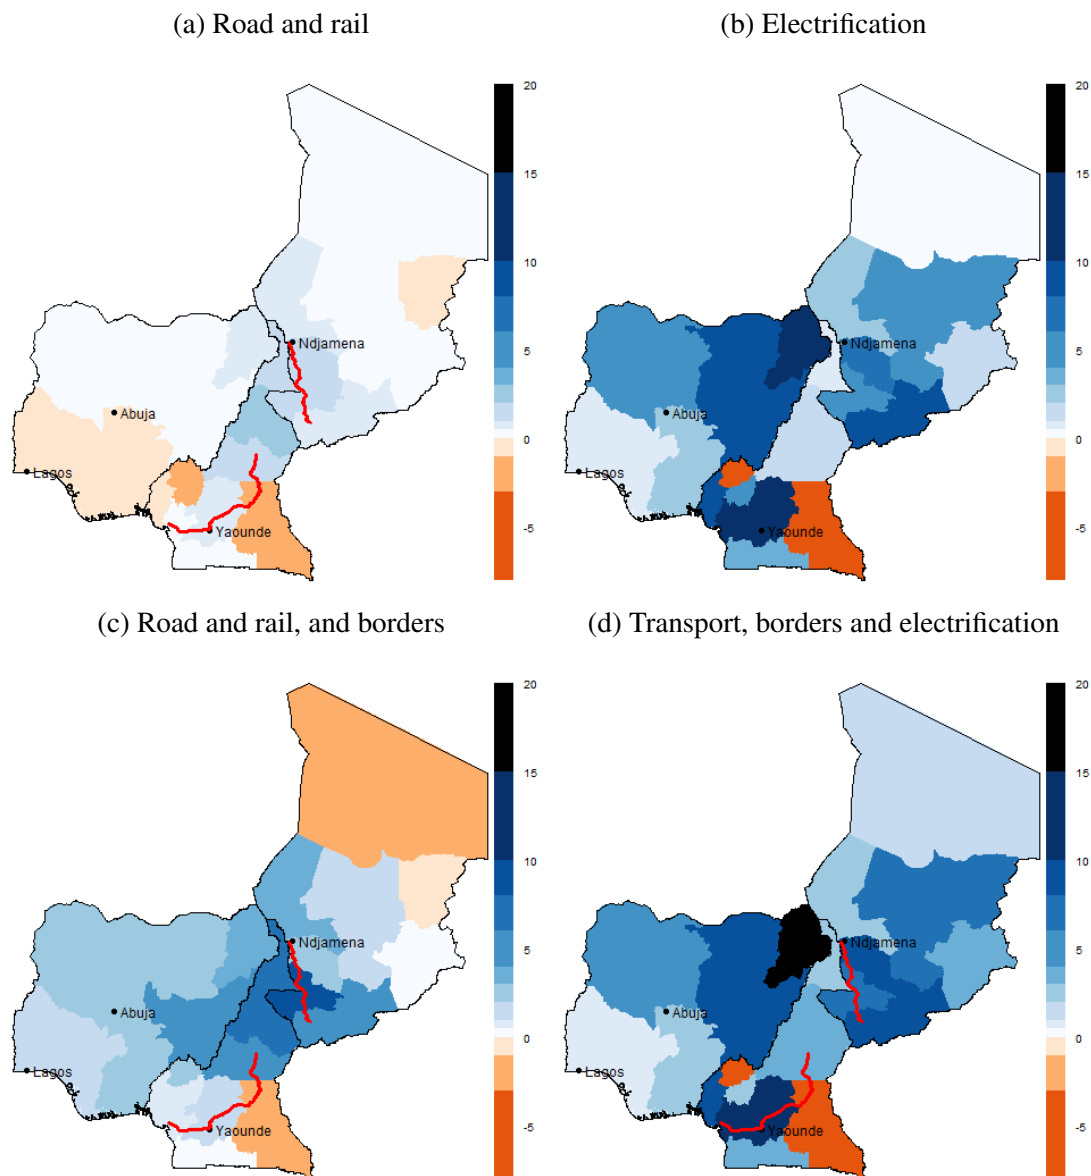 (a) Road and rail
(b) Electrification
20
15
10
5
0
-5
Ndjamena
Abuja
Lagos
Yaounde
20
15
10
5
0
-5
Ndjamena
Abuja
Lagos
Yaounde
(c) Road and rail, and borders
(d) Transport, borders and electrification
20
15
10
5
0
-5
Ndjamena
Abuja
Lagos
Yaounde
20
15
10
5
0
-5
Ndjamena
Abuja
Lagos
Yaounde